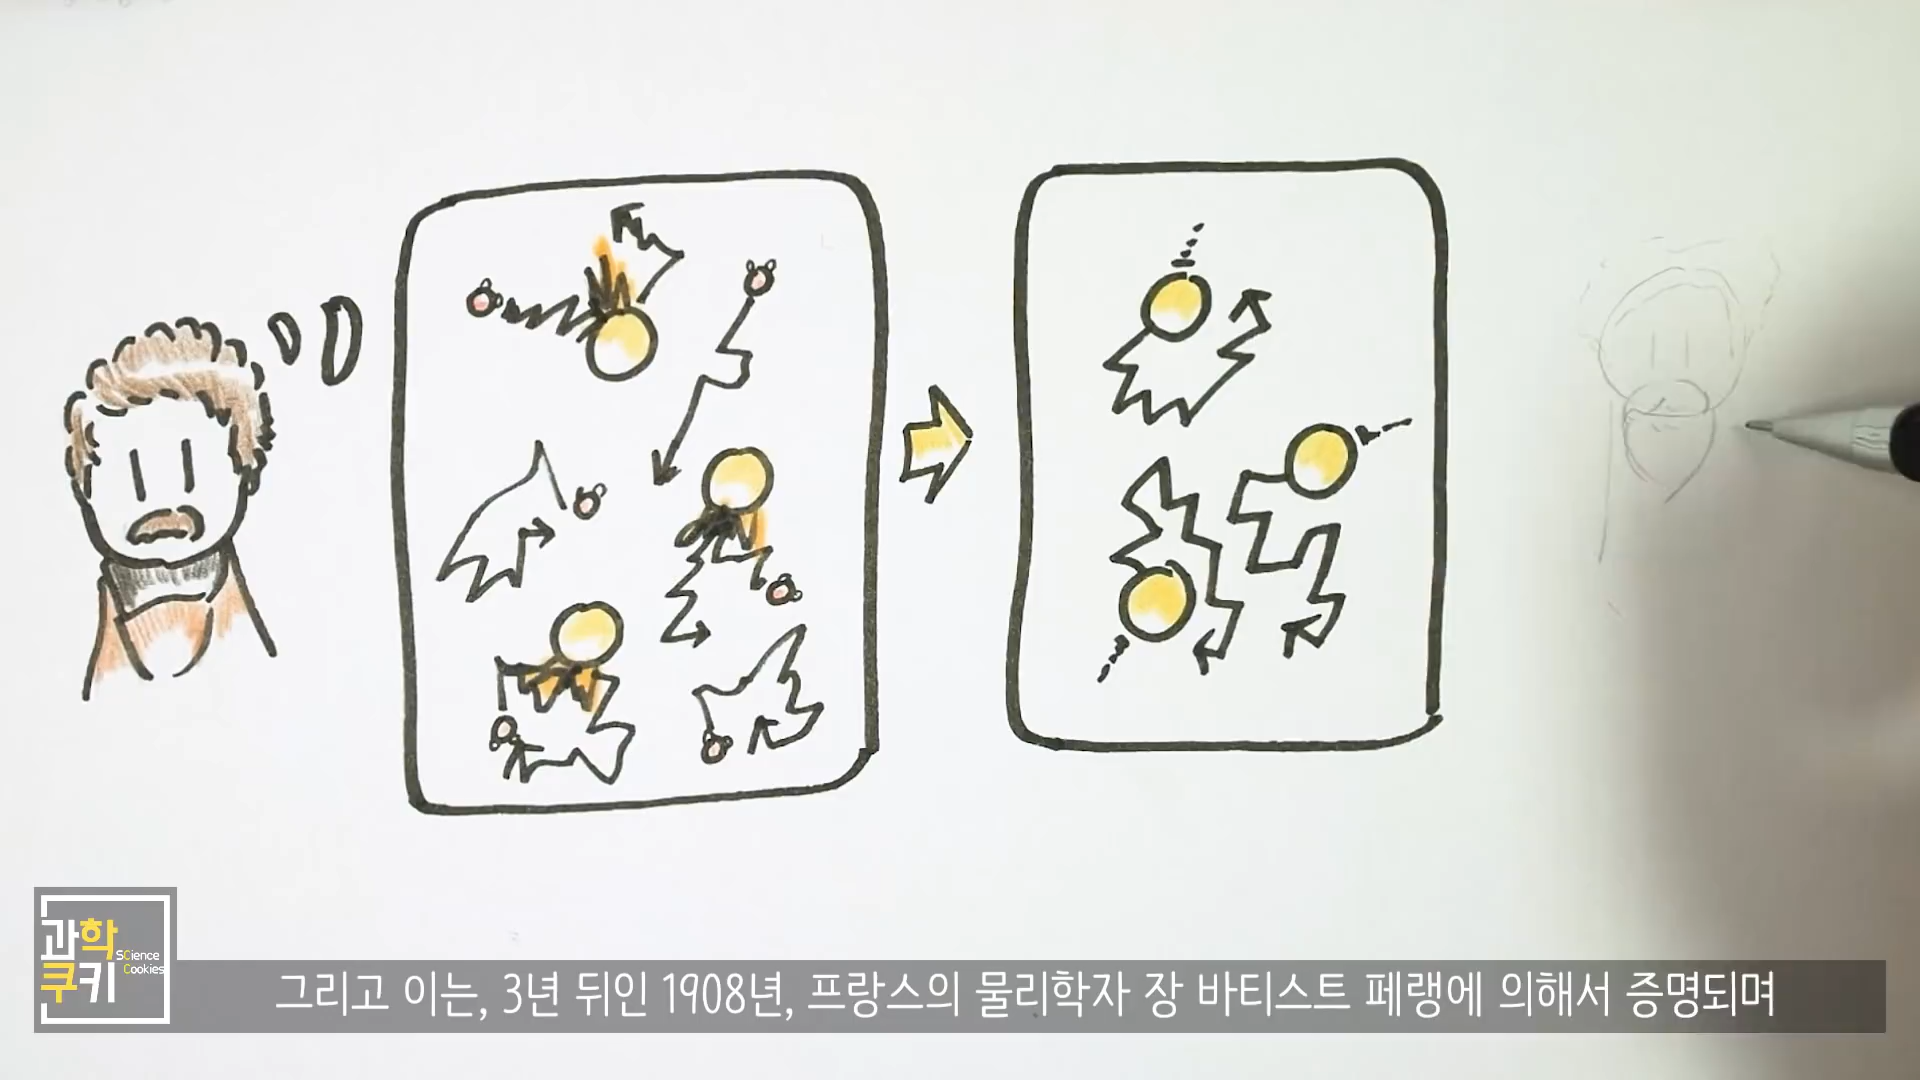 과학
SCience
쿠키
Cookies
그리고 이는, 3년 뒤인 1908년, 프랑스의 물리학자 장 바티스트 페랭에 의해서 증명되며